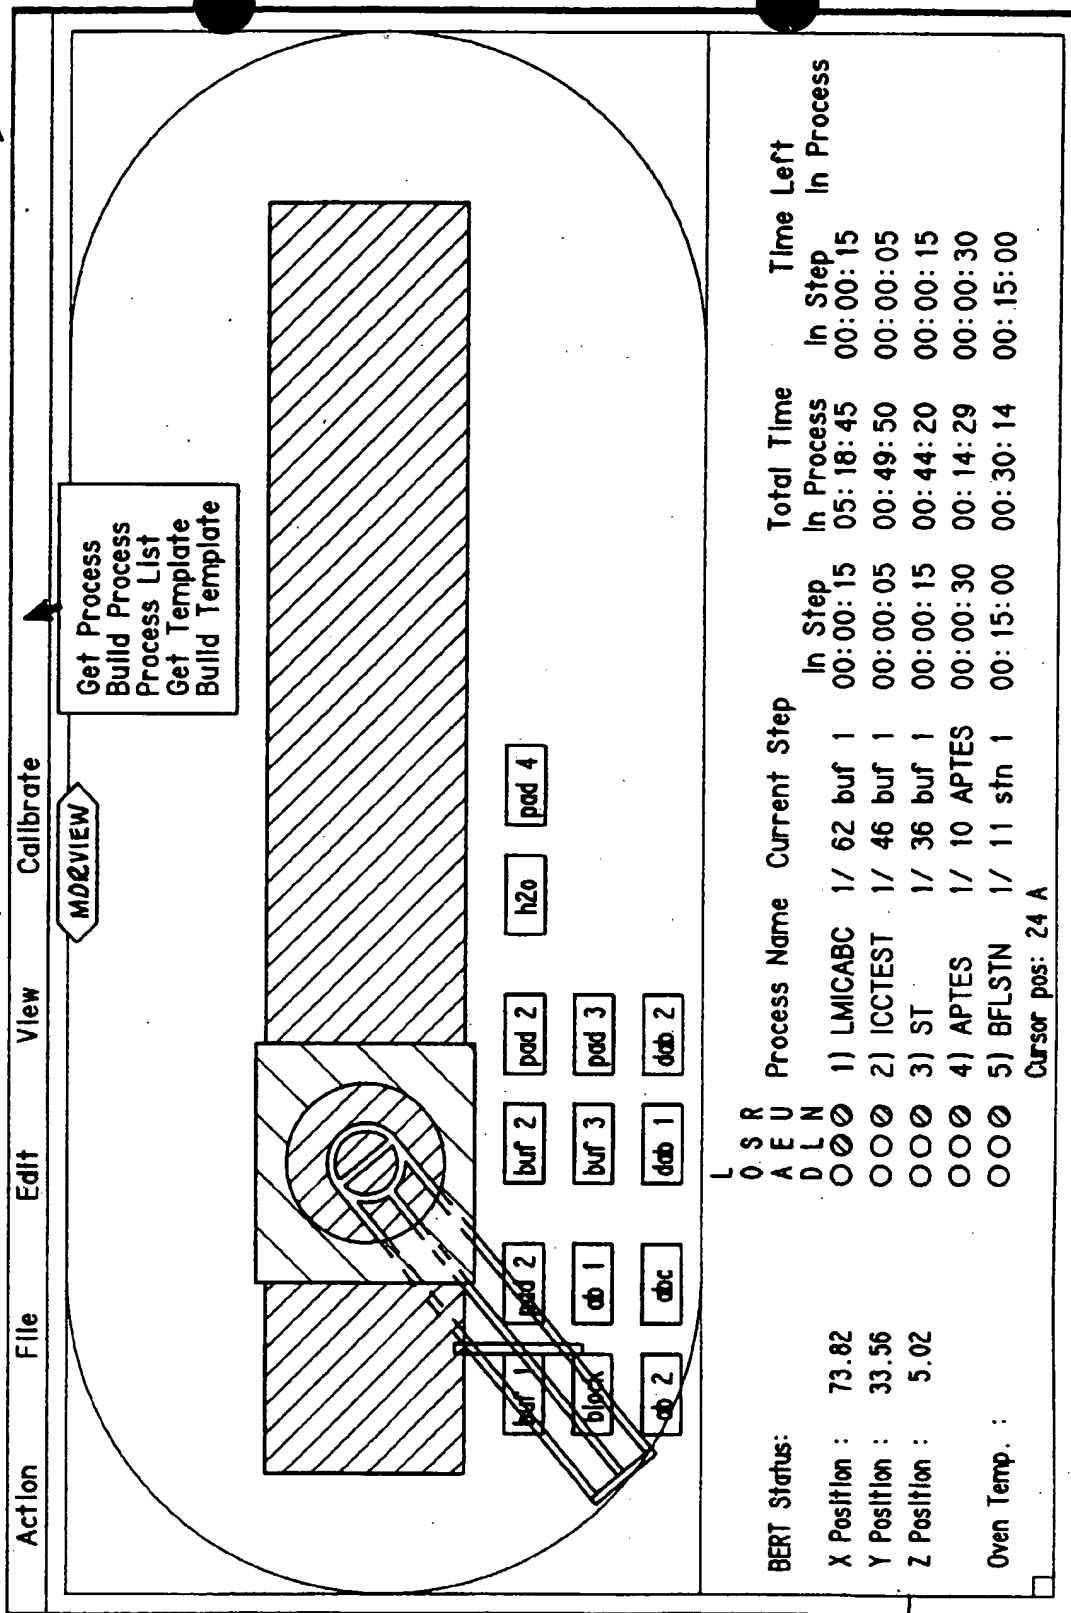 Action File Edit View Calibrate
MDRVIEW
Get Process
Build Process
Process List
Get Template
Build Template
buf 1 pad 2 buf 2 pad 2 h2o pad 4
block ab 1 buf 3 pad 3
ab 2 abc dab 1 dab 2
BERT Status:
X Position : 73.82
Y Position : 33.56
Z Position : 5.02
Oven Temp. :
L
O S R
A E U
D L N
Process Name Current Step Total Time Time Left
In Step In Process In Step In Process
1) LMICABC 1/ 62 buf 1 00:00:15 05:18:45 00:00:15
2) ICCTEST 1/ 46 buf 1 00:00:05 00:49:50 00:00:05
3) ST 1/ 36 buf 1 00:00:15 00:44:20 00:00:15
4) APTES 1/ 10 APTES 00:00:30 00:14:29 00:00:30
5) BFLSTN 1/ 11 stn 1 00:15:00 00:30:14 00:15:00
Cursor pos: 24 A